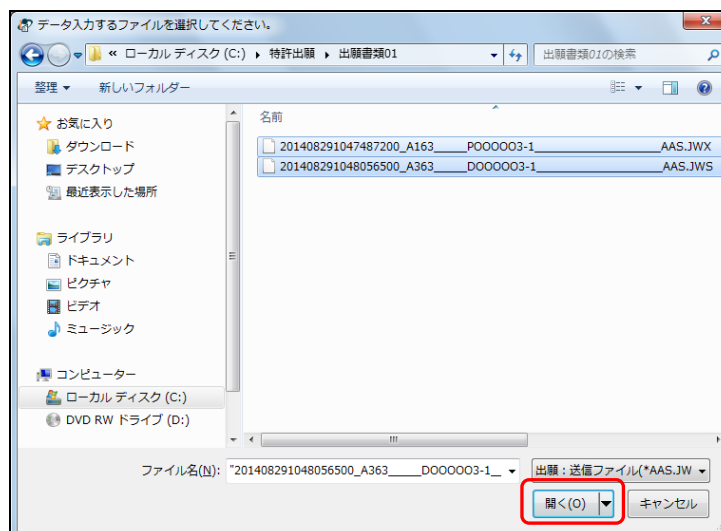 データ入力するファイルを選択してください。
« ローカル ディスク (C:) ▸ 特許出願 ▸ 出願書類01
出願書類01の検索
整理 新しいフォルダー
お気に入り
ダウンロード
デスクトップ
最近表示した場所
ライブラリ
ドキュメント
ピクチャ
ビデオ
ミュージック
コンピューター
ローカル ディスク (C:)
DVD RW ドライブ (D:)
名前
201408291047487200_A163_____POOOOO3-1___________________AAS.JWX
201408291048056500_A363_____DOOOOO3-1___________________AAS.JWS
ファイル名(N): "201408291048056500_A363_____DOOOOO3-1__
出願：送信ファイル(*AAS.JW
開く(O) キャンセル